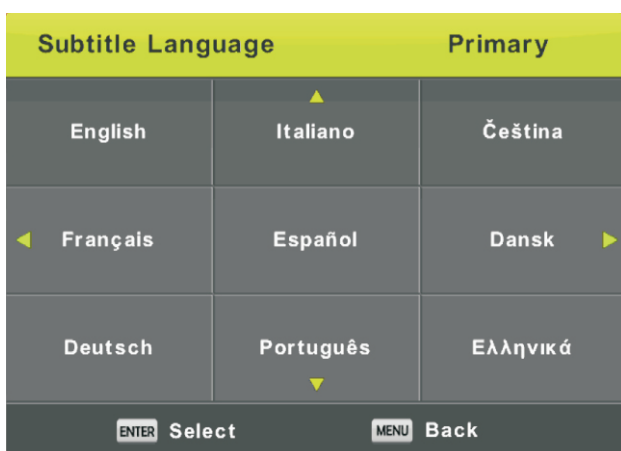 Subtitle Language Primary
English Italiano Čeština
Français Español Dansk
Deutsch Português Ελληνικά
ENTER Select MENU Back